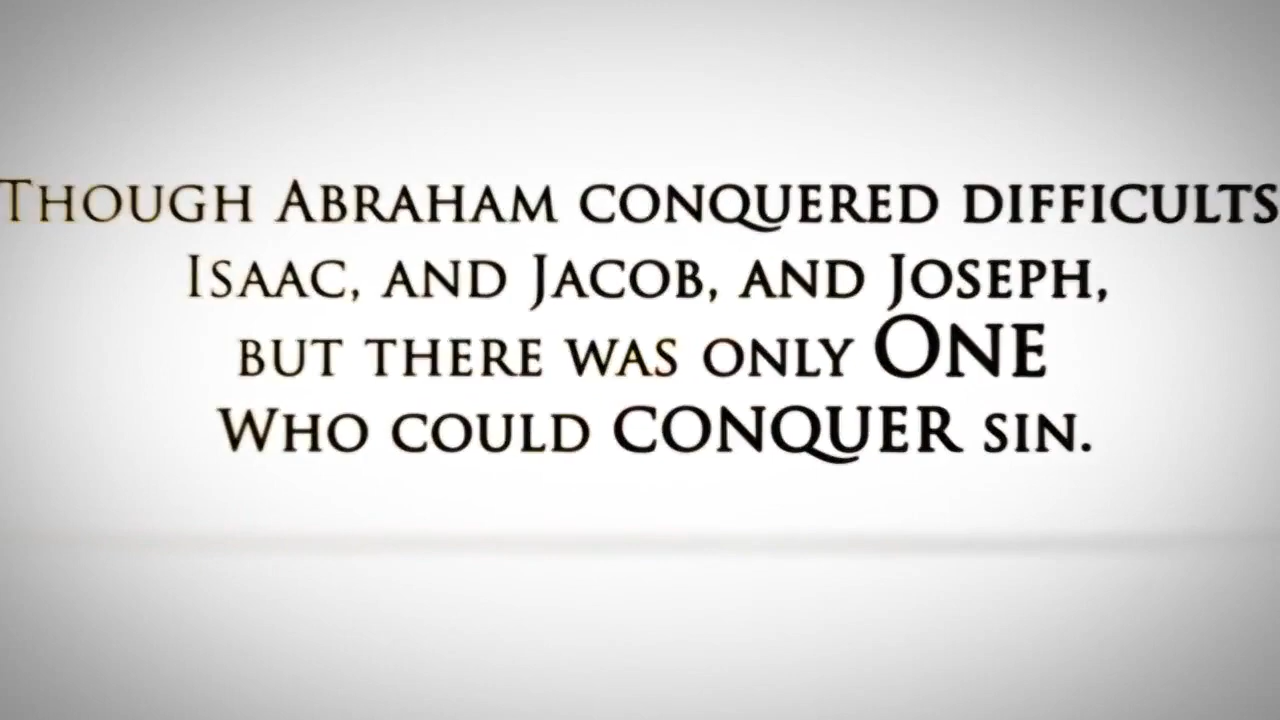 Though Abraham conquered difficults
Isaac, and Jacob, and Joseph,
but there was only One
Who could conquer sin.